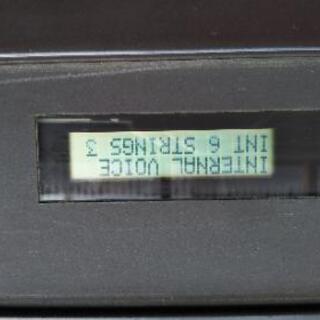 INTERNAL VOICE
INT 6 STRINGS 3